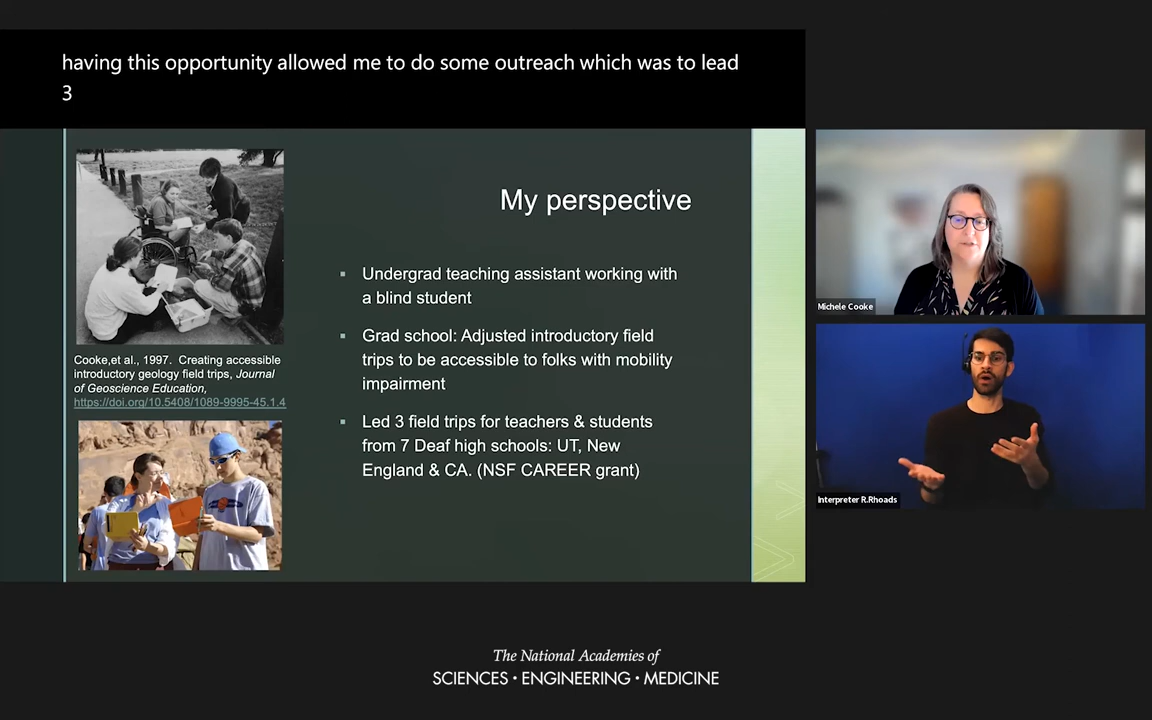 having this opportunity allowed me to do some outreach which was to lead
3
My perspective
▪ Undergrad teaching assistant working with
a blind student
▪ Grad school: Adjusted introductory field
trips to be accessible to folks with mobility
impairment
▪ Led 3 field trips for teachers & students
from 7 Deaf high schools: UT, New
England & CA. (NSF CAREER grant)
Cooke,et al., 1997. Creating accessible
introductory geology field trips, Journal
of Geoscience Education,
https://doi.org/10.5408/1089-9995-45.1.4
Michele Cooke
Interpreter R.Rhoads
The National Academies of
SCIENCES • ENGINEERING • MEDICINE